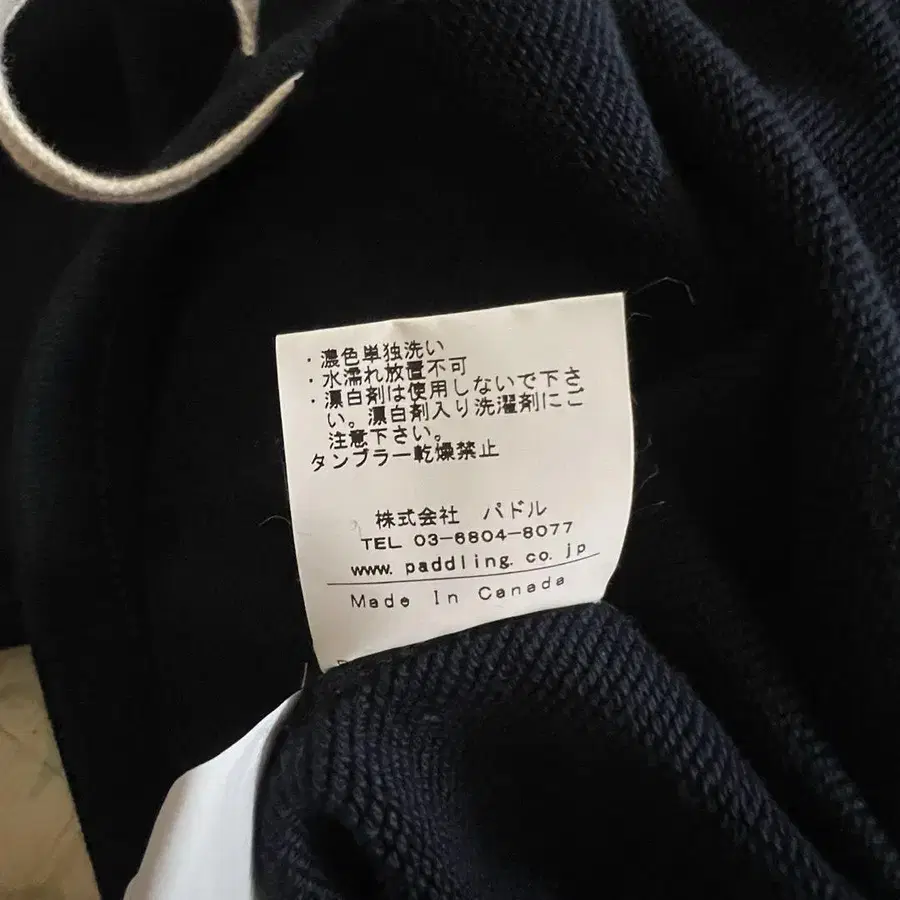 ・濃色単独洗い
・水濡れ放置不可
・漂白剤は使用しないで下さ
い。漂白剤入り洗濯剤にご
注意下さい。
タンブラー乾燥禁止
株式会社 パドル
TEL 03-6804-8077
www.paddling.co.jp
Made In Canada